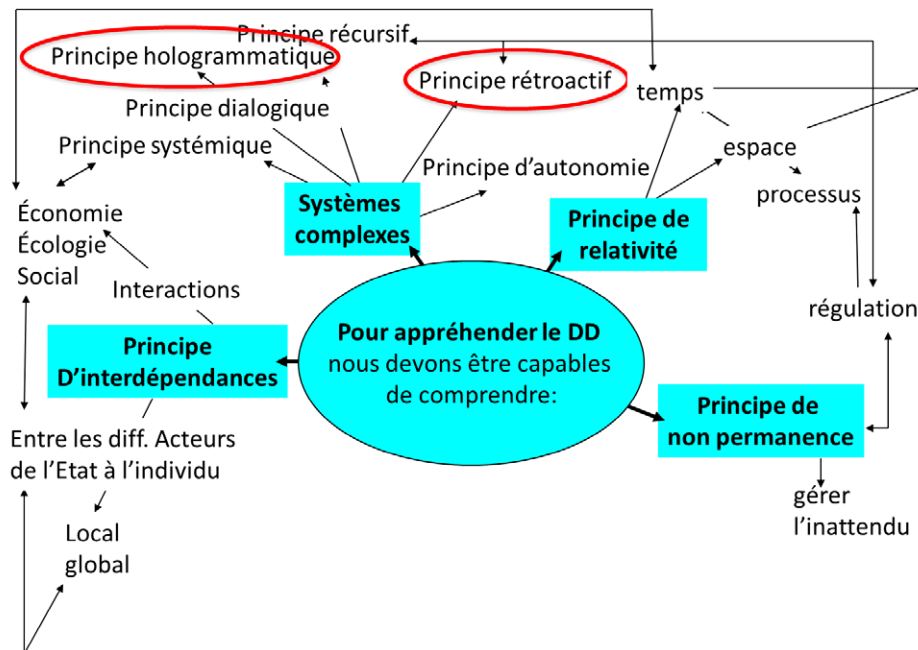 Principe récursif
Principe hologrammatique
Principe rétroactif
temps
Principe dialogique
espace
Principe systémique
Principe d’autonomie
processus
Systèmes
complexes
Principe de
relativité
Économie
Écologie
Social
Interactions
régulation
Pour appréhender le DD
nous devons être capables
de comprendre:
Principe
D’interdépendances
Principe de
non permanence
Entre les diff. Acteurs
de l’Etat à l’individu
gérer
l’inattendu
Local
global